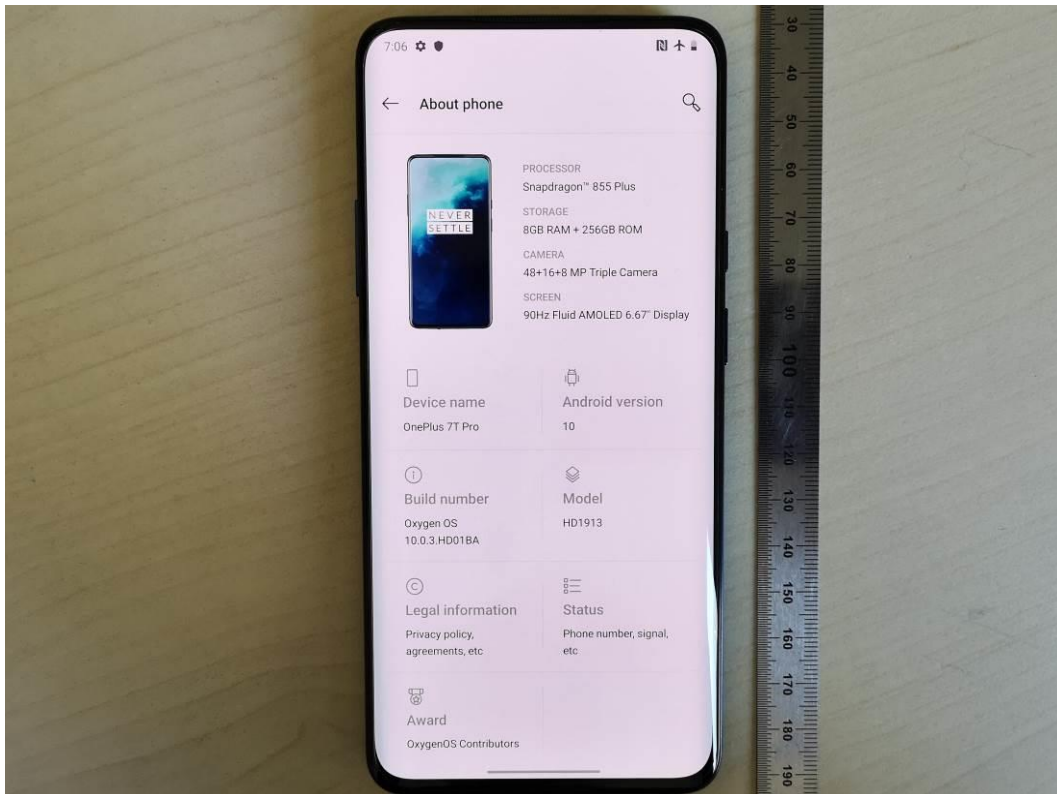 7:06
About phone
NEVER
SETTLE
PROCESSOR
Snapdragon™ 855 Plus
STORAGE
8GB RAM + 256GB ROM
CAMERA
48+16+8 MP Triple Camera
SCREEN
90Hz Fluid AMOLED 6.67" Display
Device name
OnePlus 7T Pro
Android version
10
Build number
Oxygen OS
10.0.3.HD01BA
Model
HD1913
Legal information
Privacy policy,
agreements, etc
Status
Phone number, signal,
etc
Award
OxygenOS Contributors
30
40
50
60
70
80
90
100
110
120
130
140
150
160
170
180
190